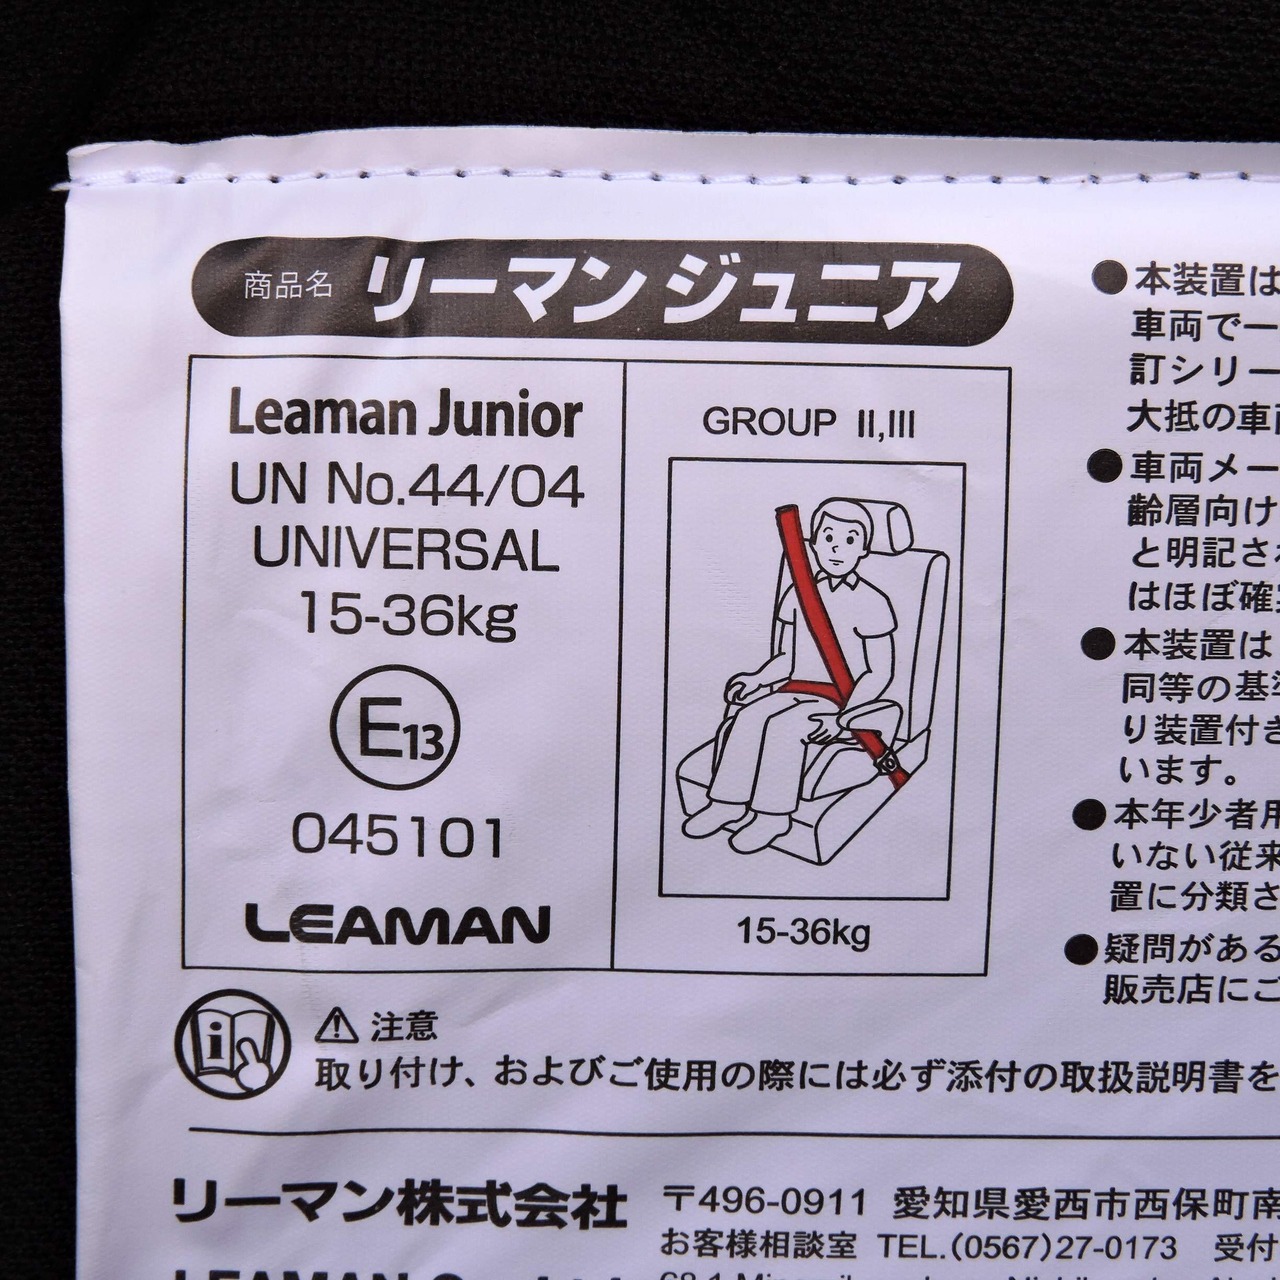 商品名 リーマン ジュニア
Leaman Junior
UN No.44/04
UNIVERSAL
15-36kg
E13
045101
LEAMAN
GROUP II,III
15-36kg
●本装置は
車両で一
訂シリー
大抵の車両
●車両メー
齢層向け
と明記され
はほぼ確実
●本装置は
同等の基準
り装置付き
います。
●本年少者用
いない従来
置に分類さ
●疑問がある
販売店にご
注意
取り付け、およびご使用の際には必ず添付の取扱説明書を
リーマン株式会社 〒496-0911 愛知県愛西市西保町南
お客様相談室 TEL.(0567)27-0173 受付
LEAMAN